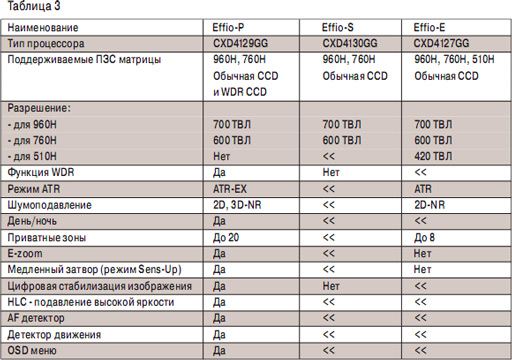 Таблица 3
Наименование Effio-P Effio-S Effio-E
Тип процессора CXD4129GG CXD4130GG CXD4127GG
Поддерживаемые ПЗС матрицы 960H, 760H 960H, 760H 960H, 760H, 510H
Обычная CCD Обычная CCD Обычная CCD
и WDR CCD
Разрешение:
- для 960H 700 ТВЛ 700 ТВЛ 700 ТВЛ
- для 760H 600 ТВЛ 600 ТВЛ 600 ТВЛ
- для 510H Нет << 420 ТВЛ
Функция WDR Да Нет <<
Режим ATR ATR-EX << ATR
Шумоподавление 2D, 3D-NR << 2D-NR
День/ночь Да << <<
Приватные зоны До 20 << До 8
E-zoom Да << Нет
Медленный затвор (режим Sens-Up) Да << Нет
Цифровая стабилизация изображения Да Нет <<
HLC - подавление высокой яркости Да << <<
AF детектор Да << <<
Детектор движения Да << <<
OSD меню Да << <<